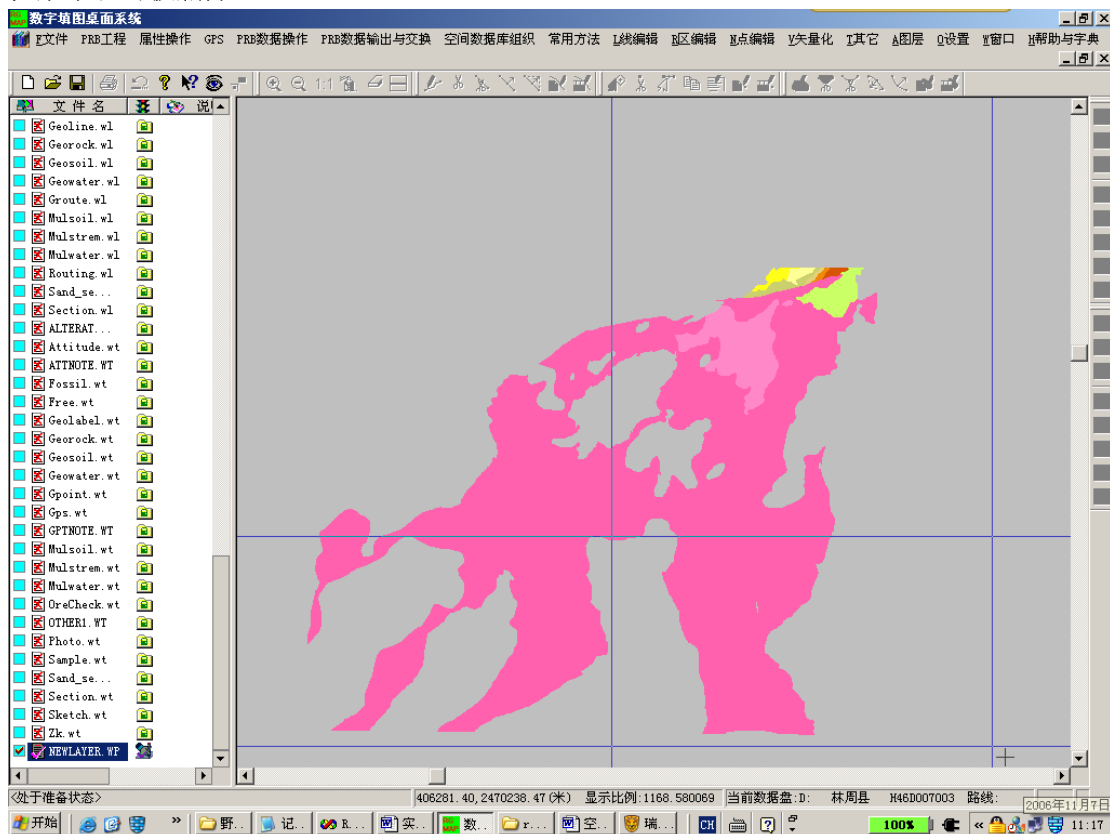 数字填图桌面系统
F文件 PRB工程 属性操作 GPS PRB数据操作 PRB数据输出与交换 空间数据库组织 常用方法 L线编辑 R区编辑 N点编辑 V矢量化 T其它 A图层 Q设置 W窗口 H帮助与字典
1:1
文件名 说
Geoline.wl
Georock.wl
Geosoil.wl
Geowater.wl
Groute.wl
Mulsoil.wl
Mulstrem.wl
Mulwater.wl
Routing.wl
Sand_se...
Section.wl
ALTERAT...
Attitude.wt
ATTNOTE.WT
Fossil.wt
Free.wt
Geolabel.wt
Georock.wt
Geosoil.wt
Geowater.wt
Gpoint.wt
Gps.wt
GPTNOTE.WT
Mulsoil.wt
Mulstrem.wt
Mulwater.wt
OreCheck.wt
OTHER1.WT
Photo.wt
Sample.wt
Sand_se...
Section.wt
Sketch.wt
Zk.wt
NEWLAYER.WP
<处于准备状态> 406281.40,2470238.47(米) 显示比例:1168.580069 当前数据盘:D: 林周县 H46D007003 路线:
2006年11月7日
开始 » 野.. 记.. R... 实.. 数.. r... 空.. 瑞.. CH 100% « 11:17